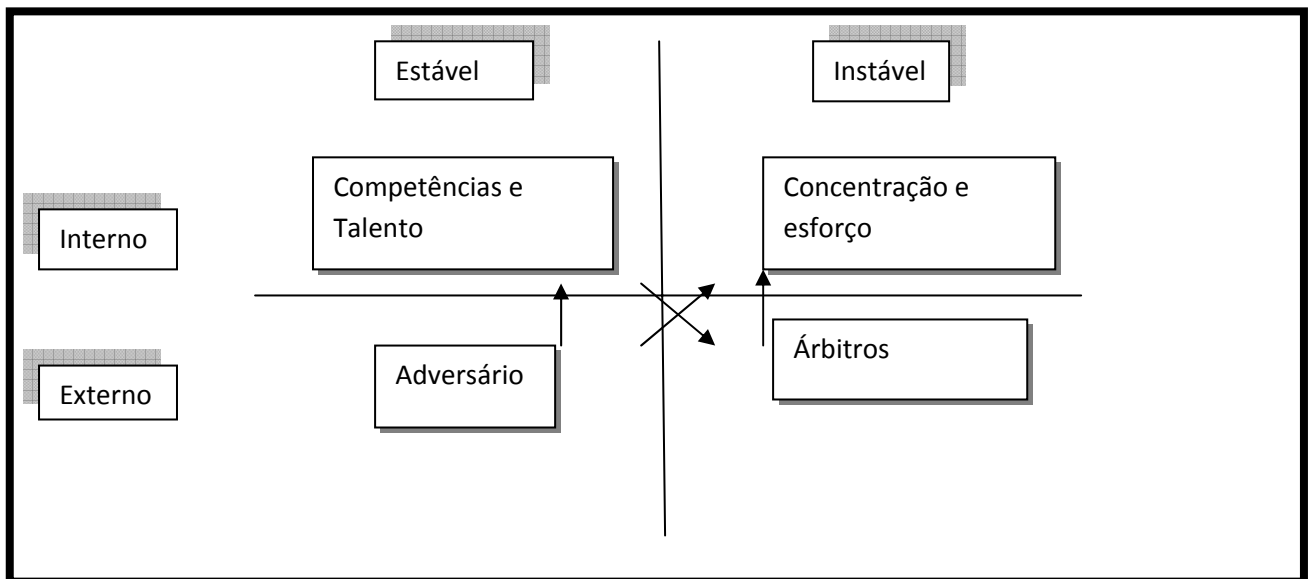 Estável
Instável
Competências e
Talento
Concentração e
esforço
Interno
Árbitros
Adversário
Externo